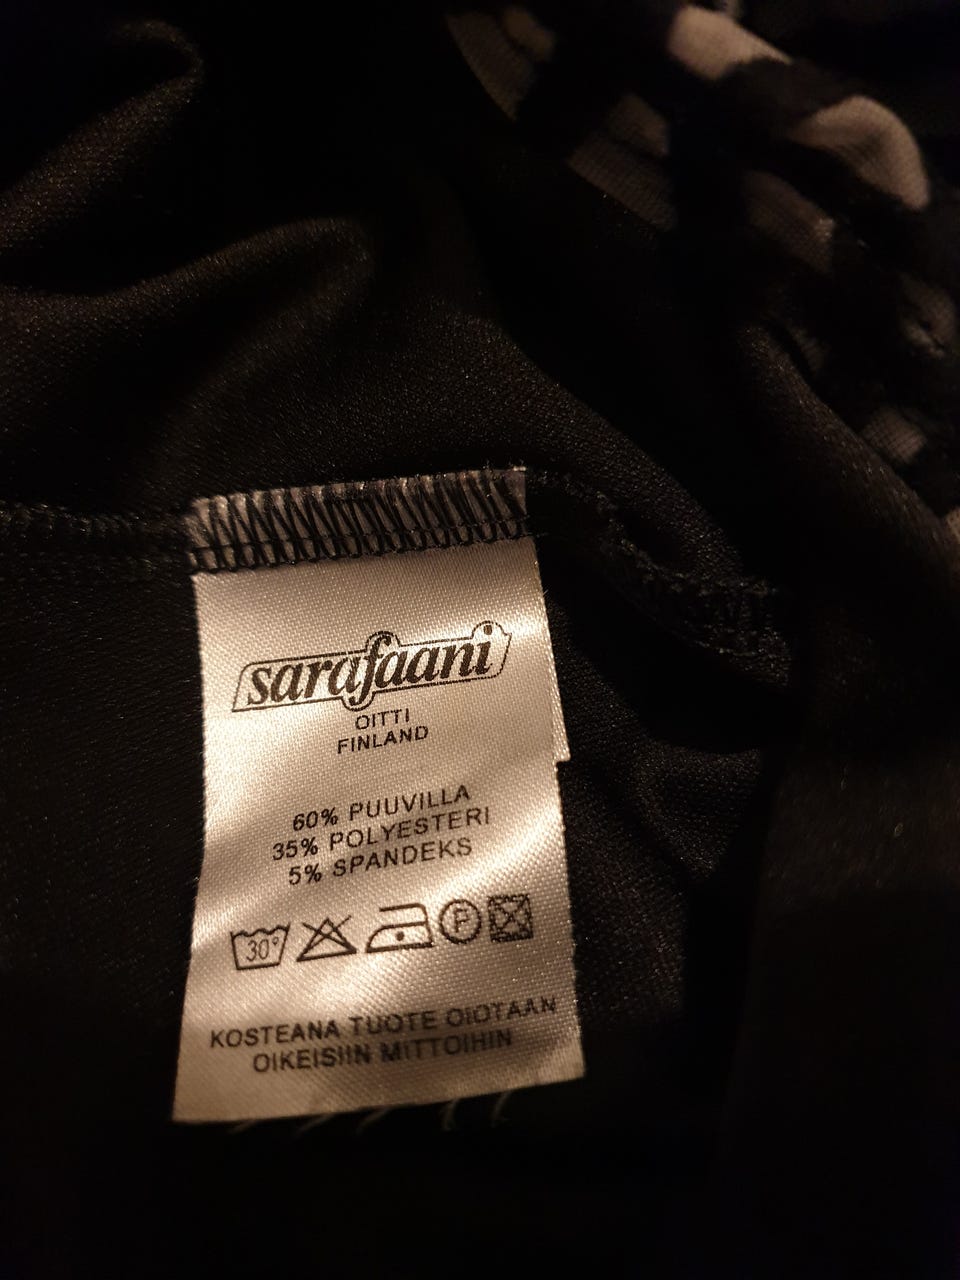 sarafaani
OITTI
FINLAND
60% PUUVILLA
35% POLYESTERI
5% SPANDEKS
30° P
KOSTEANA TUOTE OIOTAAN
OIKEISIIN MITTOIHIN